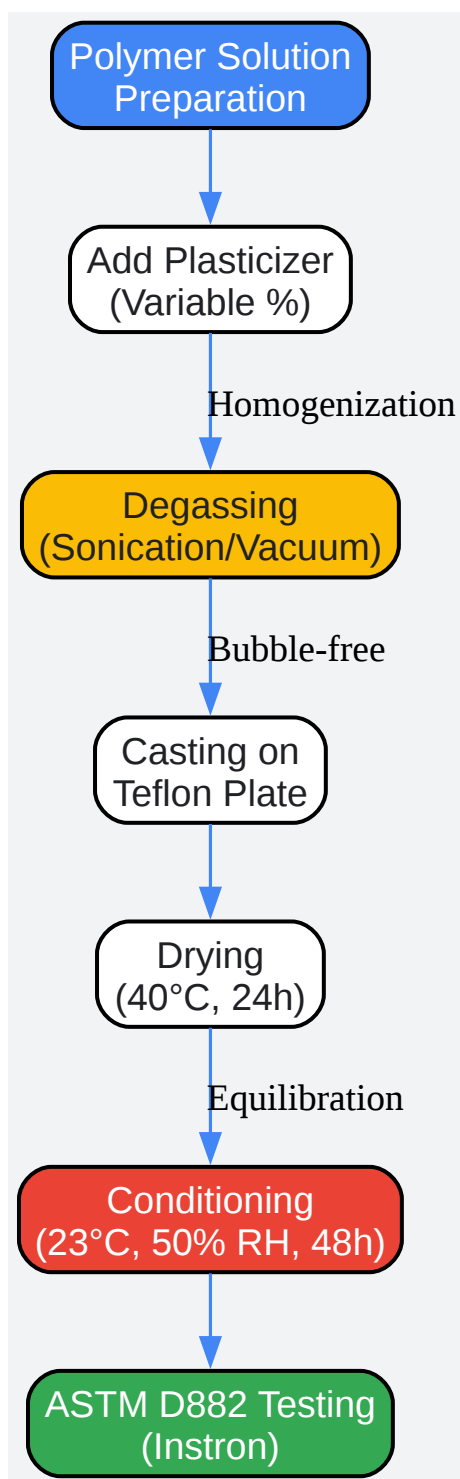 Polymer Solution
Preparation
Add Plasticizer
(Variable %)
Homogenization
Degassing
(Sonication/Vacuum)
Bubble-free
Casting on
Teflon Plate
Drying
(40°C, 24h)
Equilibration
Conditioning
(23°C, 50% RH, 48h)
ASTM D882 Testing
(Instron)